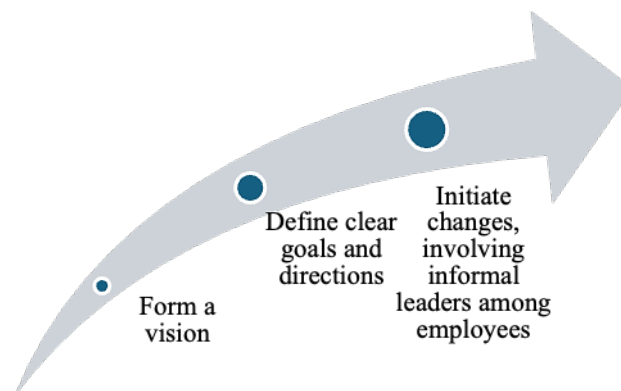 Form a
vision
Define clear
goals and
directions
Initiate
changes,
involving
informal
leaders among
employees